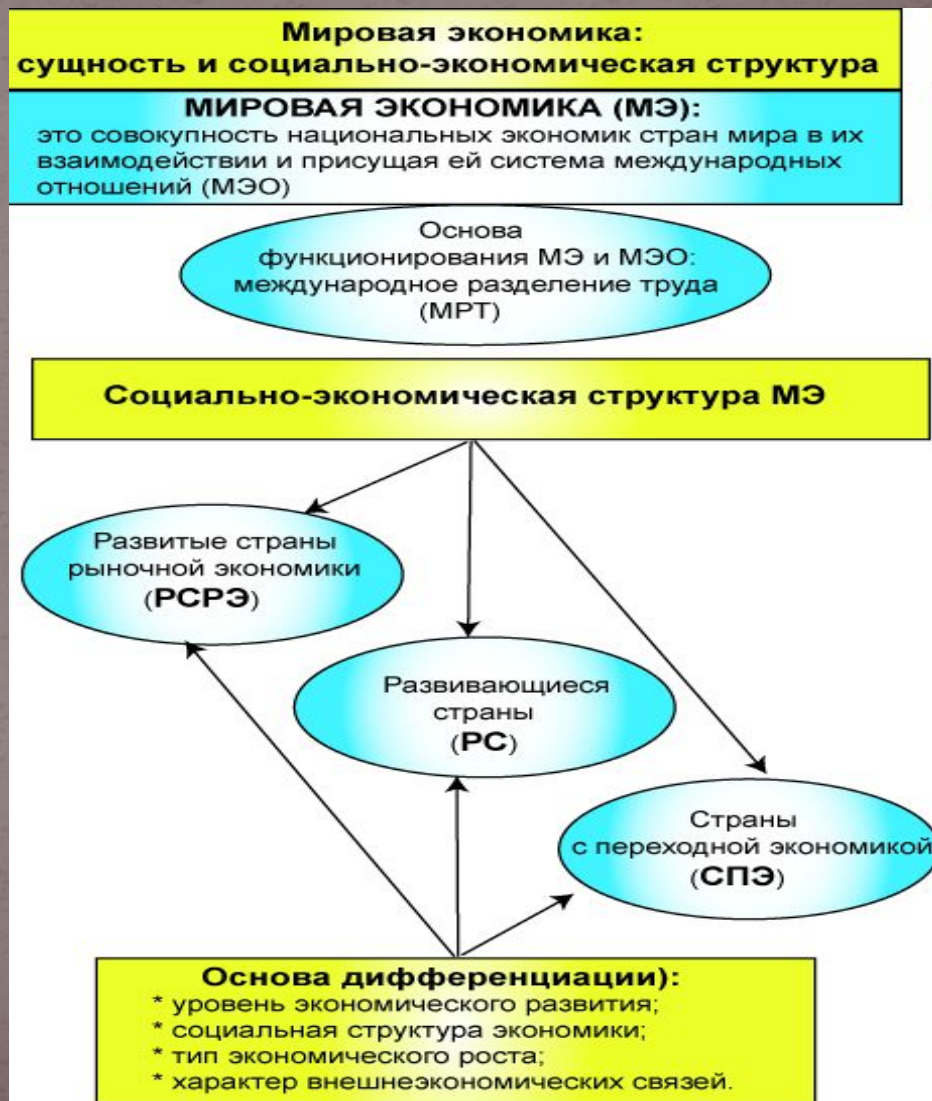 Мировая экономика:
сущность и социально-экономическая структура
МИРОВАЯ ЭКОНОМИКА (МЭ):
это совокупность национальных экономик стран мира в их
взаимодействии и присущая ей система международных
отношений (МЭО)
Основа
функционирования МЭ и МЭО:
международное разделение труда
(МРТ)
Социально-экономическая структура МЭ
Развитые страны
рыночной экономики
(РСРЭ)
Развивающиеся
страны
(РС)
Страны
с переходной экономикой
(СПЭ)
Основа дифференциации):
* уровень экономического развития;
* социальная структура экономики;
* тип экономического роста;
* характер внешнеэкономических связей.